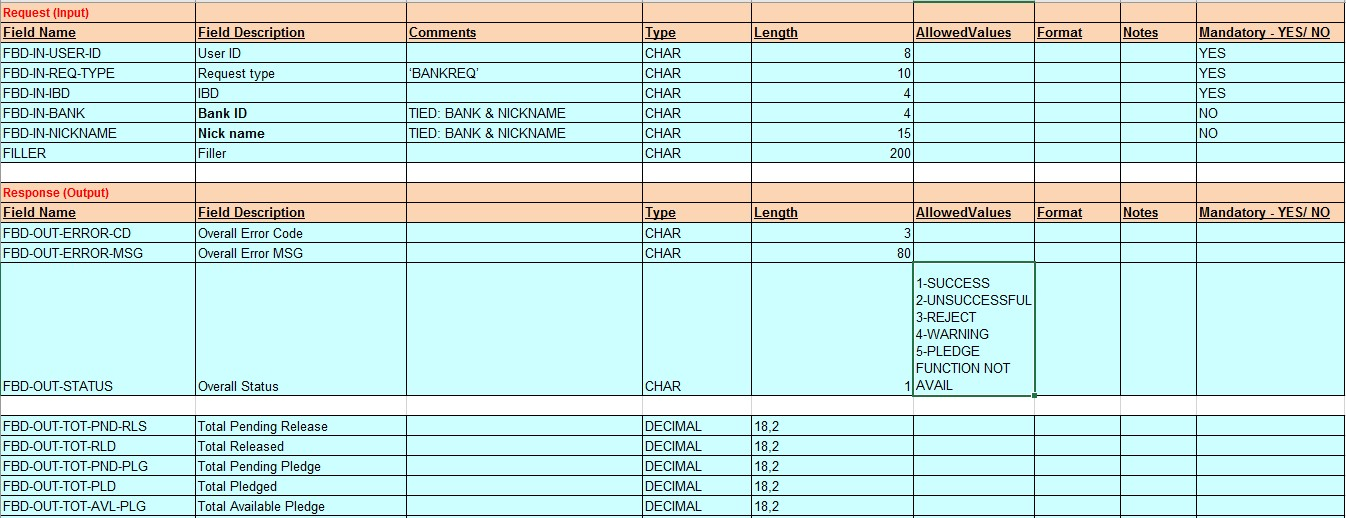 Request (Input)
Field Name Field Description Comments Type Length AllowedValues Format Notes Mandatory - YES/ NO
FBD-IN-USER-ID User ID CHAR 8 YES
FBD-IN-REQ-TYPE Request type 'BANKREQ' CHAR 10 YES
FBD-IN-IBD IBD CHAR 4 YES
FBD-IN-BANK Bank ID TIED: BANK & NICKNAME CHAR 4 NO
FBD-IN-NICKNAME Nick name TIED: BANK & NICKNAME CHAR 15 NO
FILLER Filler CHAR 200
Response (Output)
Field Name Field Description Type Length AllowedValues Format Notes Mandatory - YES/ NO
FBD-OUT-ERROR-CD Overall Error Code CHAR 3
FBD-OUT-ERROR-MSG Overall Error MSG CHAR 80
1-SUCCESS
2-UNSUCCESSFUL
3-REJECT
4-WARNING
5-PLEDGE
FUNCTION NOT
FBD-OUT-STATUS Overall Status CHAR 1 AVAIL
FBD-OUT-TOT-PND-RLS Total Pending Release DECIMAL 18,2
FBD-OUT-TOT-RLD Total Released DECIMAL 18,2
FBD-OUT-TOT-PND-PLG Total Pending Pledge DECIMAL 18,2
FBD-OUT-TOT-PLD Total Pledged DECIMAL 18,2
FBD-OUT-TOT-AVL-PLG Total Available Pledge DECIMAL 18,2